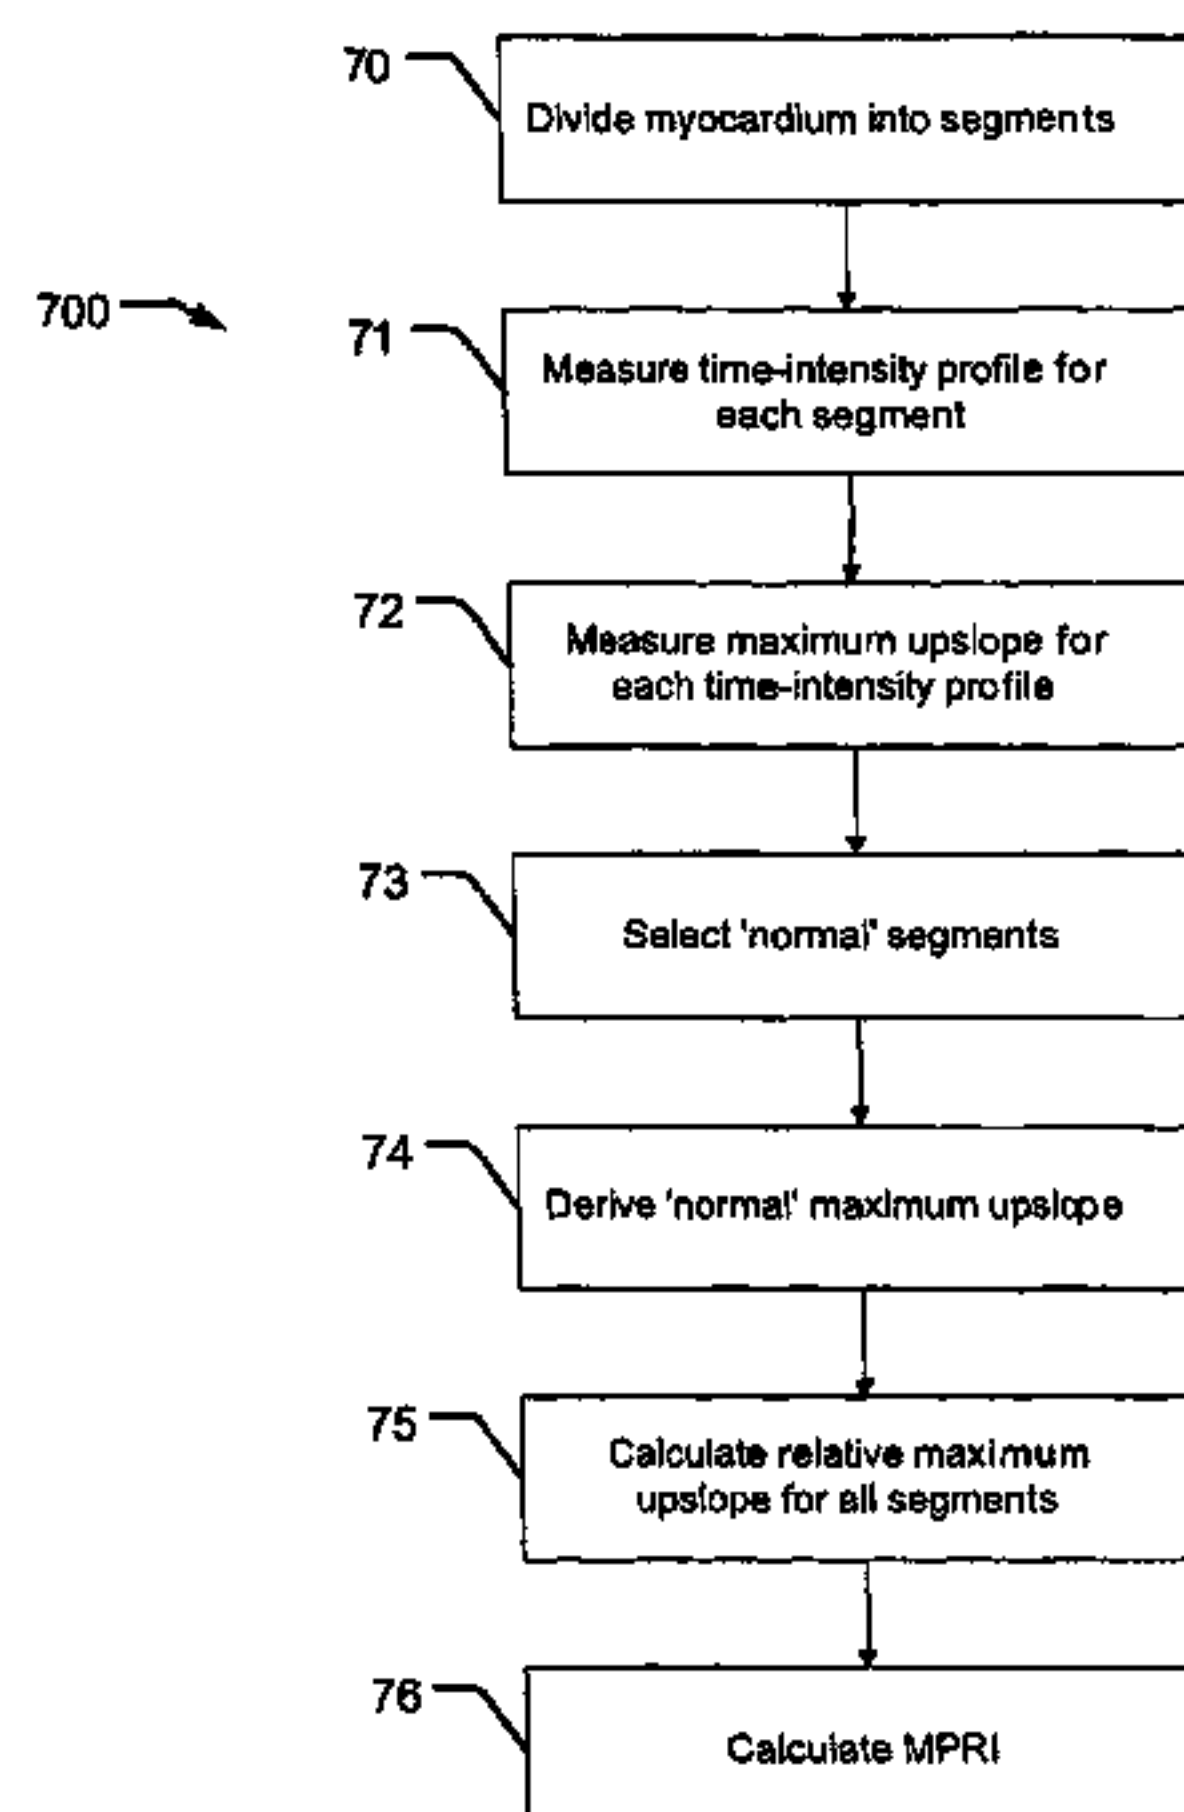 70
Divide myocardium into segments
700
71
Measure time-intensity profile for
each segment
72
Measure maximum upslope for
each time-intensity profile
73
Select 'normal' segments
74
Derive 'normal' maximum upslope
75
Calculate relative maximum
upslope for all segments
76
Calculate MPRI